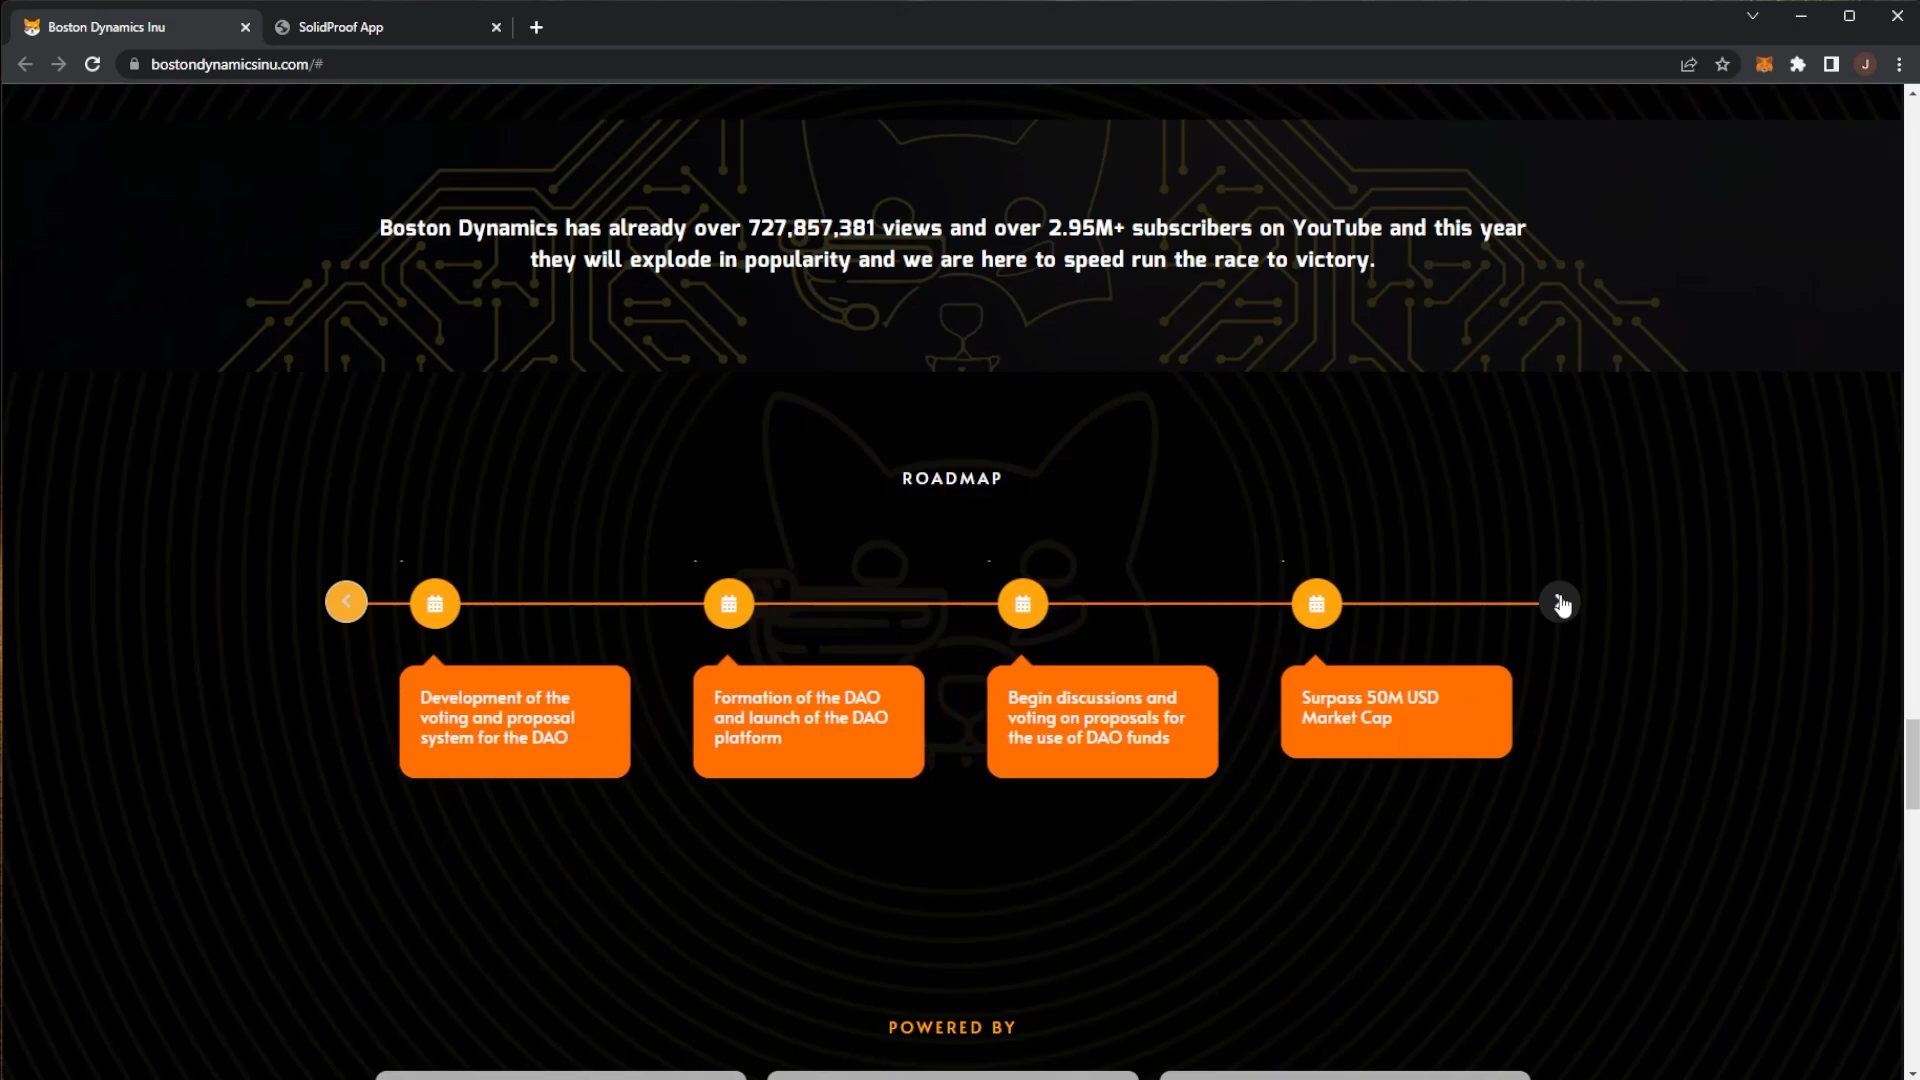 Boston Dynamics Inu
SolidProof App
bostondynamicsinu.com/#
J
Boston Dynamics has already over 727,857,381 views and over 2.95M+ subscribers on YouTube and this year
they will explode in popularity and we are here to speed run the race to victory.
ROADMAP
Development of the
voting and proposal
system for the DAO
Formation of the DAO
and launch of the DAO
platform
Begin discussions and
voting on proposals for
the use of DAO funds
Surpass 50M USD
Market Cap
POWERED BY